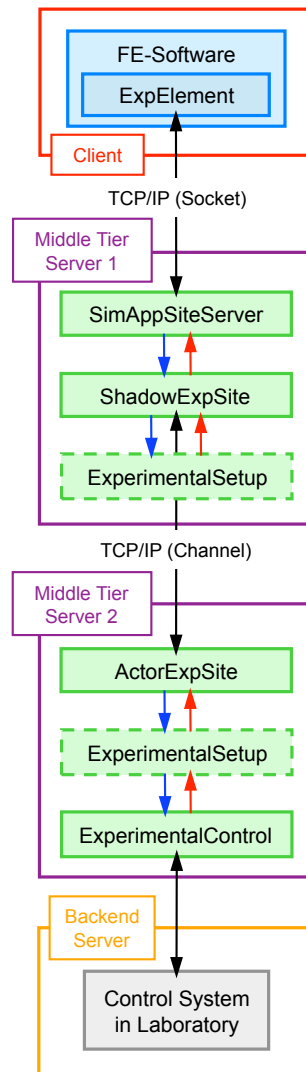 FE-Software
ExpElement
Client
TCP/IP (Socket)
Middle Tier
Server 1
SimAppSiteServer
ShadowExpSite
ExperimentalSetup
TCP/IP (Channel)
Middle Tier
Server 2
ActorExpSite
ExperimentalSetup
ExperimentalControl
Backend
Server
Control System
in Laboratory